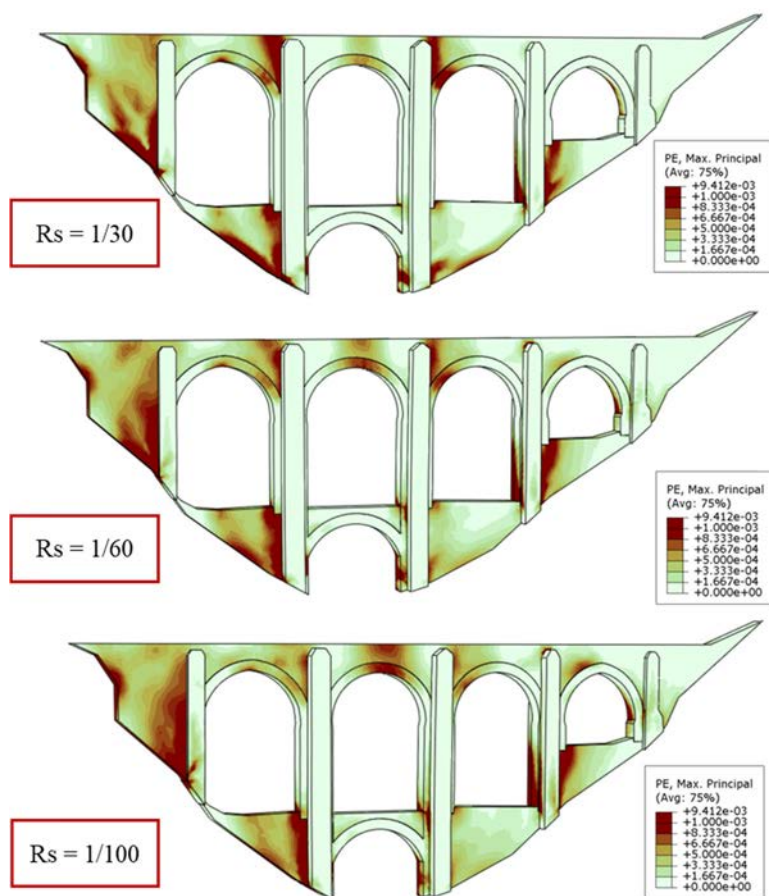 PE, Max. Principal
(Avg: 75%)
+9.412e-03
+1.000e-03
+8.333e-04
+6.667e-04
+5.000e-04
+3.333e-04
+1.667e-04
+0.000e+00
Rs = 1/30
PE, Max. Principal
(Avg: 75%)
+9.412e-03
+1.000e-03
+8.333e-04
+6.667e-04
+5.000e-04
+3.333e-04
+1.667e-04
+0.000e+00
Rs = 1/60
PE, Max. Principal
(Avg: 75%)
+9.412e-03
+1.000e-03
+8.333e-04
+6.667e-04
+5.000e-04
+3.333e-04
+1.667e-04
+0.000e+00
Rs = 1/100